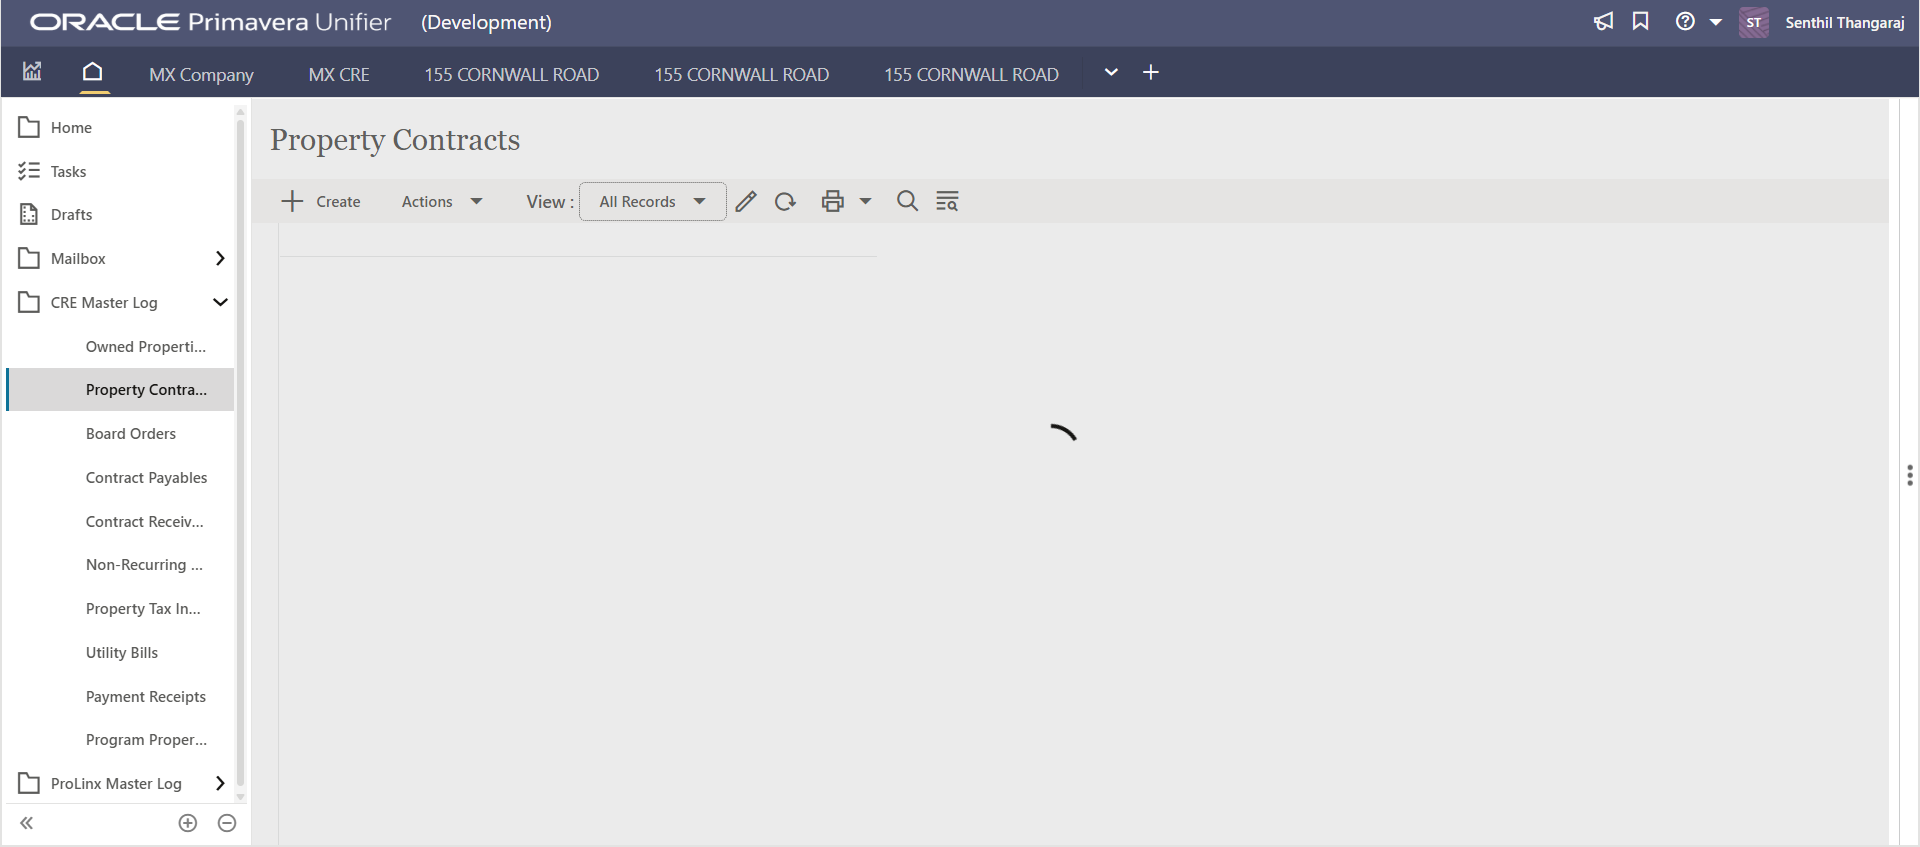 ORACLE Primavera Unifier (Development)
ST Senthil Thangaraj
MX Company MX CRE 155 CORNWALL ROAD 155 CORNWALL ROAD 155 CORNWALL ROAD
Home
Tasks
Drafts
Mailbox
CRE Master Log
Owned Properti...
Property Contra...
Board Orders
Contract Payables
Contract Receiv...
Non-Recurring ...
Property Tax In...
Utility Bills
Payment Receipts
Program Proper...
ProLinx Master Log
Property Contracts
Create Actions View : All Records